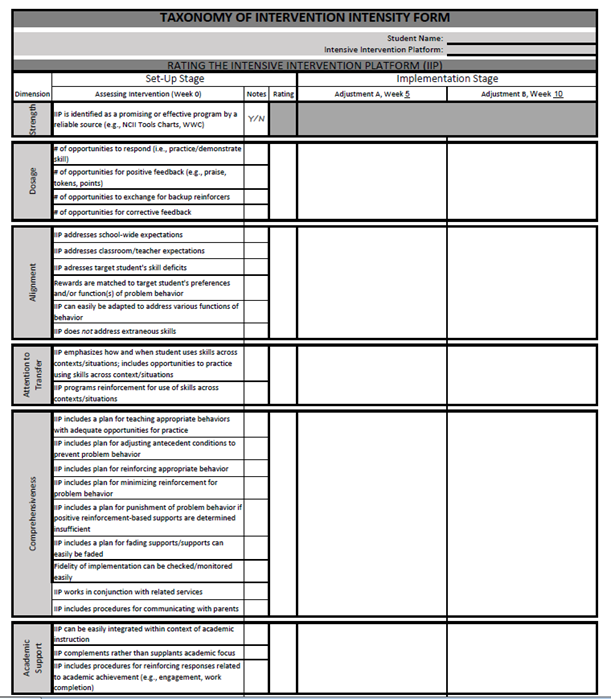 TAXONOMY OF INTERVENTION INTENSITY FORM
Student Name:
Intensive Intervention Platform:
RATING THE INTENSIVE INTERVENTION PLATFORM (IIP)
Set-Up Stage
Implementation Stage
Dimension
Assessing Intervention (Week 0)
Notes
Rating
Adjustment A, Week 5
Adjustment B, Week 10
Strength
IIP is identified as a promising or effective program by a
reliable source (e.g., NCII Tools Charts, WWC)
Y/N
Dosage
# of opportunities to respond (i.e., practice/demonstrate
skill)
# of opportunities for positive feedback (e.g., praise,
tokens, points)
# of opportunities to exchange for backup reinforcers
# of opportunities for corrective feedback
Alignment
IIP addresses school-wide expectations
IIP addresses classroom/teacher expectations
IIP adresses target student's skill deficits
Rewards are matched to target student's preferences
and/or function(s) of problem behavior
IIP can easily be adapted to address various functions of
behavior
IIP does not address extraneous skills
Attention to
Transfer
IIP emphasizes how and when student uses skills across
contexts/situations; includes opportunities to practice
using skills across context/situations
IIP programs reinforcement for use of skills across
contexts/situations
Comprehensiveness
IIP includes a plan for teaching appropriate behaviors
with adequate opportunities for practice
IIP includes plan for adjusting antecedent conditions to
prevent problem behavior
IIP includes plan for reinforcing appropriate behavior
IIP includes plan for minimizing reinforcement for
problem behavior
IIP includes a plan for punishment of problem behavior if
positive reinforcement-based supports are determined
insufficient
IIP includes a plan for fading supports/supports can
easily be faded
Fidelity of implementation can be checked/monitored
easily
IIP works in conjunction with related services
IIP includes procedures for communicating with parents
Academic
Support
IIP can be easily integrated within context of academic
instruction
IIP complements rather than supplants academic focus
IIP includes procedures for reinforcing responses related
to academic achievement (e.g., engagement, work
completion)